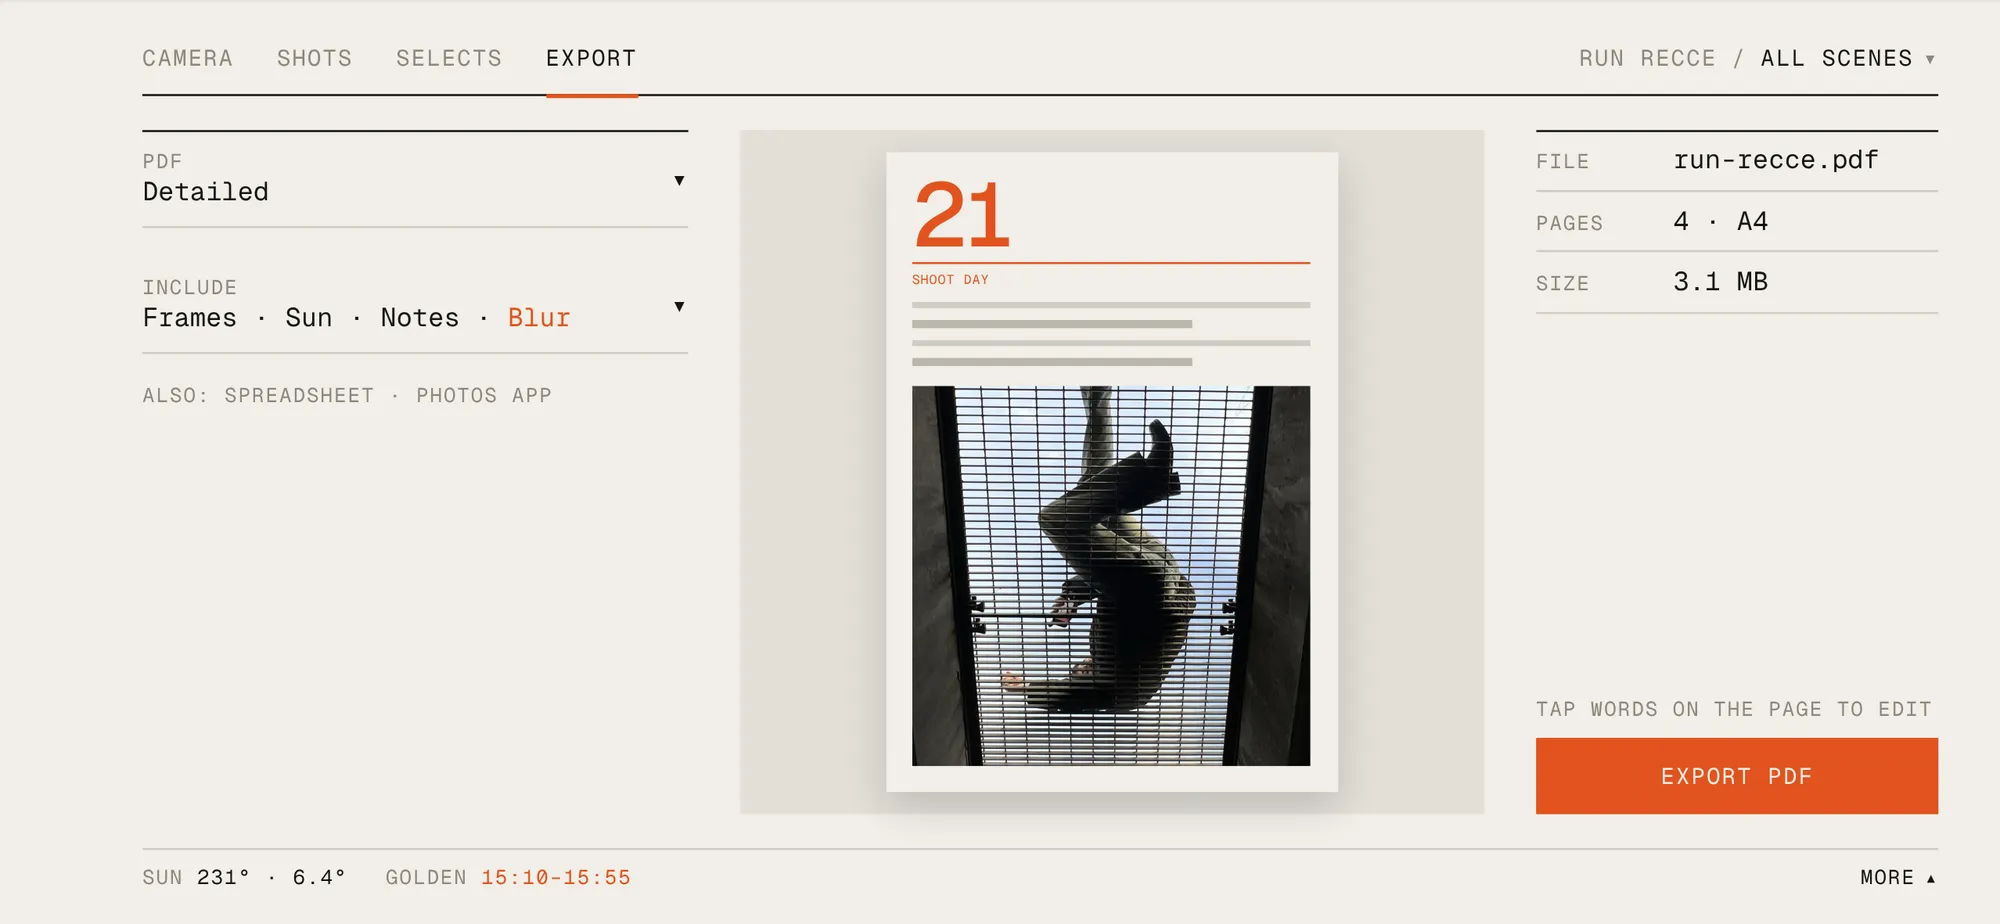 CAMERA SHOTS SELECTS EXPORT
RUN RECCE / ALL SCENES ▼
PDF
Detailed ▼
INCLUDE
Frames · Sun · Notes · Blur ▼
ALSO: SPREADSHEET · PHOTOS APP
21
SHOOT DAY
FILE run-recce.pdf
PAGES 4 · A4
SIZE 3.1 MB
TAP WORDS ON THE PAGE TO EDIT
EXPORT PDF
SUN 231° · 6.4° GOLDEN 15:10–15:55
MORE ▲